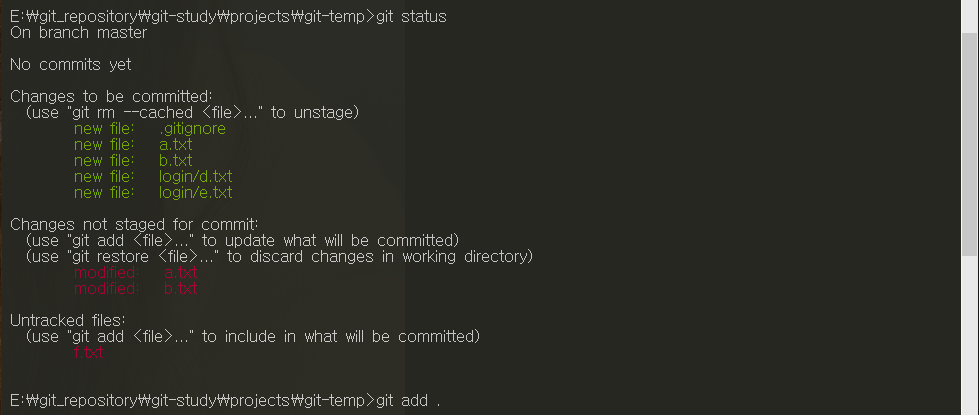 E:₩git_repository₩git-study₩projects₩git-temp>git status
On branch master
No commits yet
Changes to be committed:
(use "git rm --cached <file>..." to unstage)
new file: .gitignore
new file: a.txt
new file: b.txt
new file: login/d.txt
new file: login/e.txt
Changes not staged for commit:
(use "git add <file>..." to update what will be committed)
(use "git restore <file>..." to discard changes in working directory)
modified: a.txt
modified: b.txt
Untracked files:
(use "git add <file>..." to include in what will be committed)
f.txt
E:₩git_repository₩git-study₩projects₩git-temp>git add .